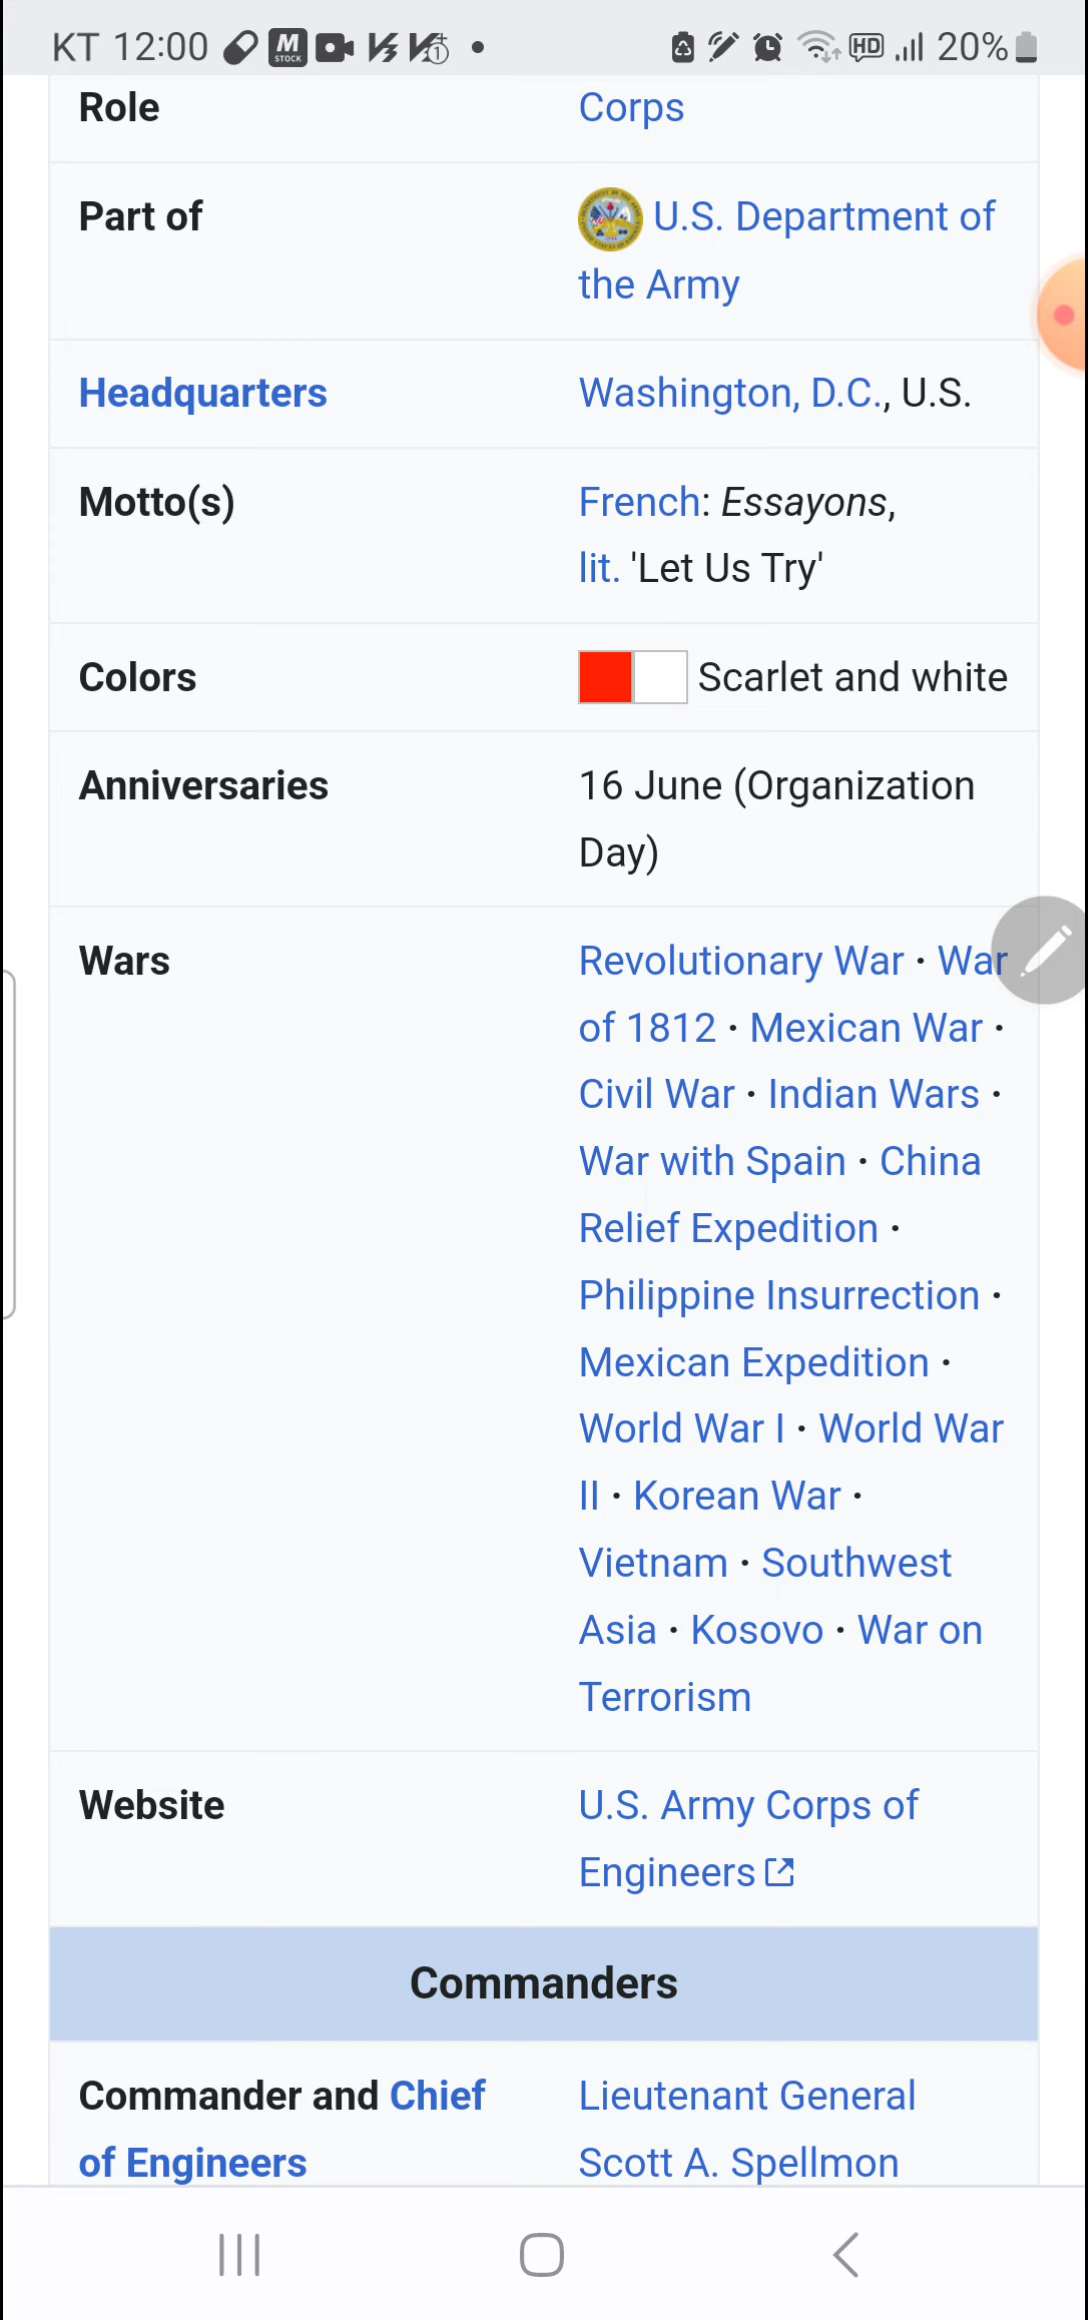 KT 12:00 M STOCK 1 HD 20%
Role Corps
Part of U.S. Department of
the Army
Headquarters Washington, D.C., U.S.
Motto(s) French: Essayons,
lit. 'Let Us Try'
Colors Scarlet and white
Anniversaries 16 June (Organization
Day)
Wars Revolutionary War · War
of 1812 · Mexican War ·
Civil War · Indian Wars ·
War with Spain · China
Relief Expedition ·
Philippine Insurrection ·
Mexican Expedition ·
World War I · World War
II · Korean War ·
Vietnam · Southwest
Asia · Kosovo · War on
Terrorism
Website U.S. Army Corps of
Engineers
Commanders
Commander and Chief Lieutenant General
of Engineers Scott A. Spellmon